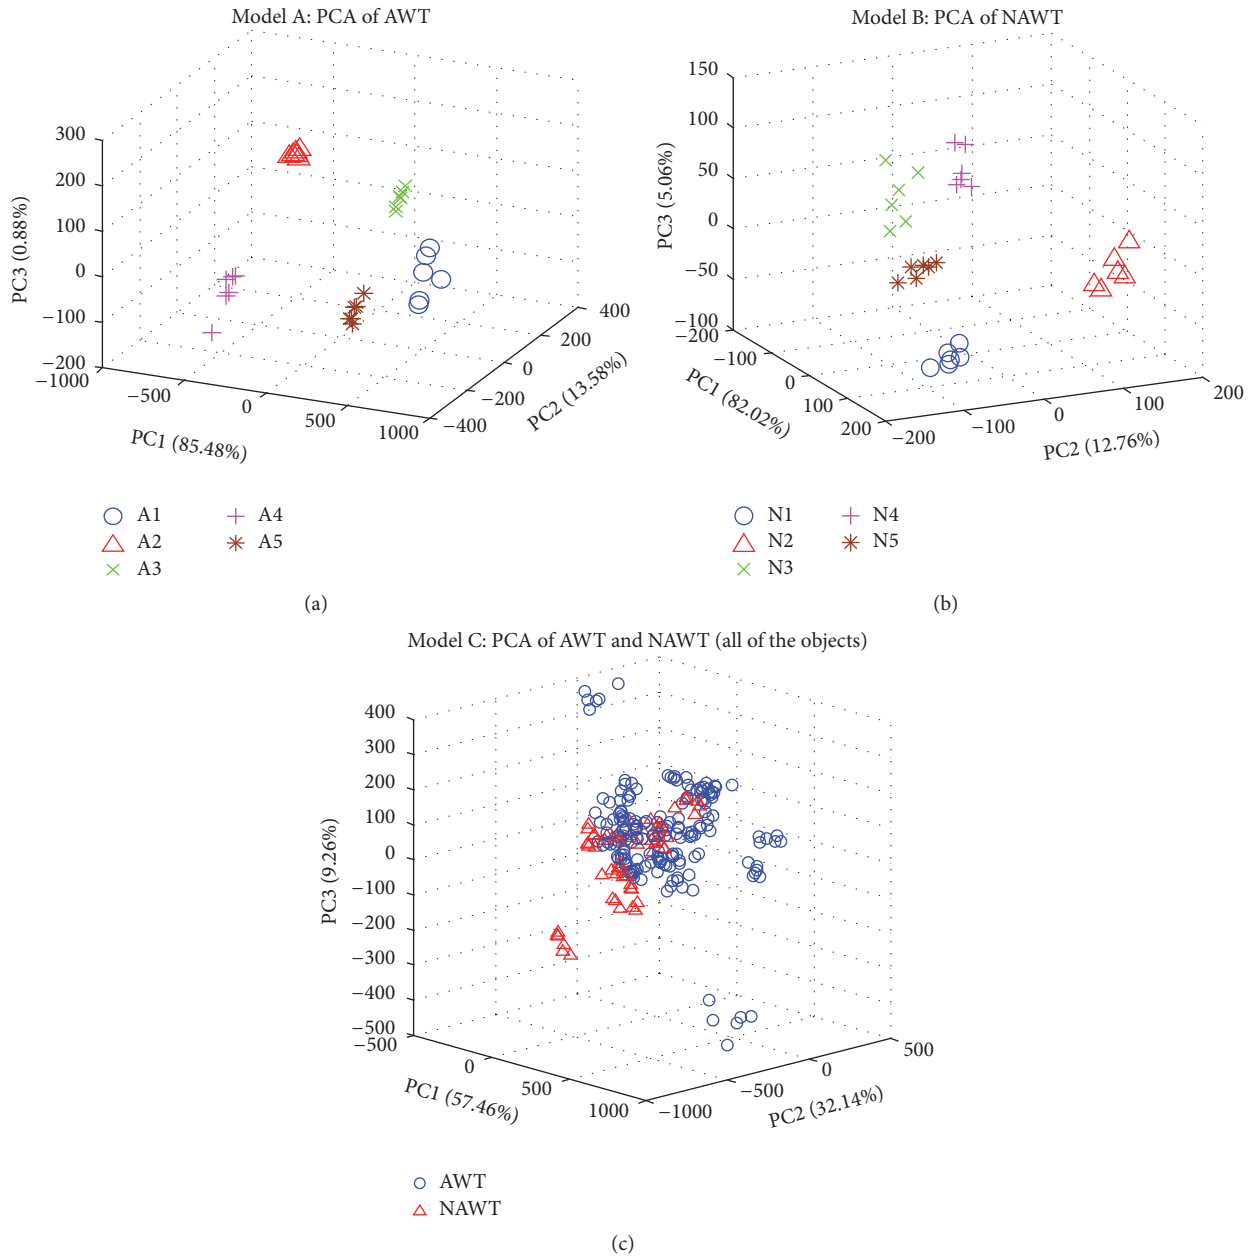 Model A: PCA of AWT
300
200
100
0
−100
−200
PC3 (0.88%)
−1000
−500
0
500
1000
PC1 (85.48%)
−400
−200
0
200
400
PC2 (13.58%)
A1
A2
A3
A4
A5
(a)
Model B: PCA of NAWT
150
100
50
0
−50
−100
PC3 (5.06%)
−200
−100
0
100
200
PC1 (82.02%)
−200
−100
0
100
200
PC2 (12.76%)
N1
N2
N3
N4
N5
(b)
Model C: PCA of AWT and NAWT (all of the objects)
400
300
200
100
0
−100
−200
−300
−400
−500
PC3 (9.26%)
−500
0
500
1000
PC1 (57.46%)
−1000
−500
0
500
PC2 (32.14%)
AWT
NAWT
(c)